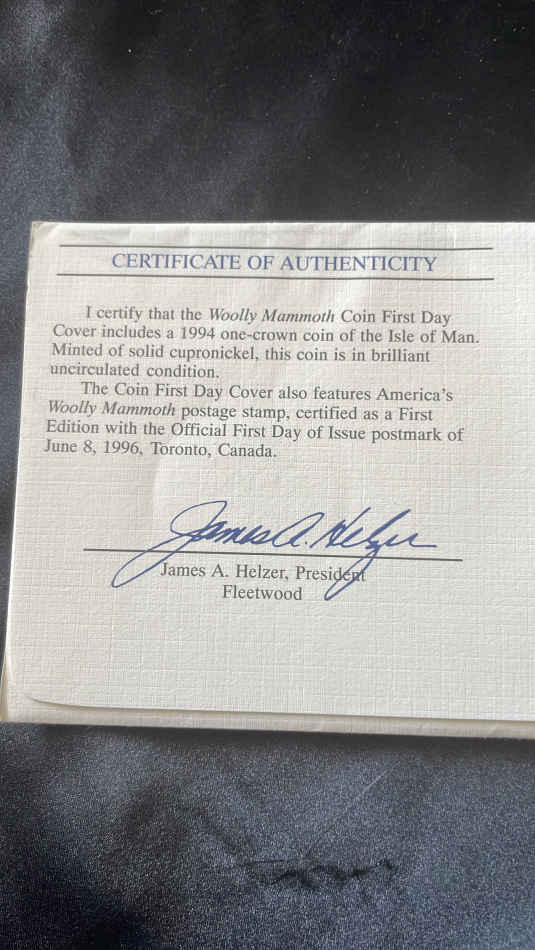 CERTIFICATE OF AUTHENTICITY
I certify that the Woolly Mammoth Coin First Day
Cover includes a 1994 one-crown coin of the Isle of Man.
Minted of solid cupronickel, this coin is in brilliant
uncirculated condition.
The Coin First Day Cover also features America's
Woolly Mammoth postage stamp, certified as a First
Edition with the Official First Day of Issue postmark of
June 8, 1996, Toronto, Canada.
James A. Helzer
James A. Helzer, President
Fleetwood